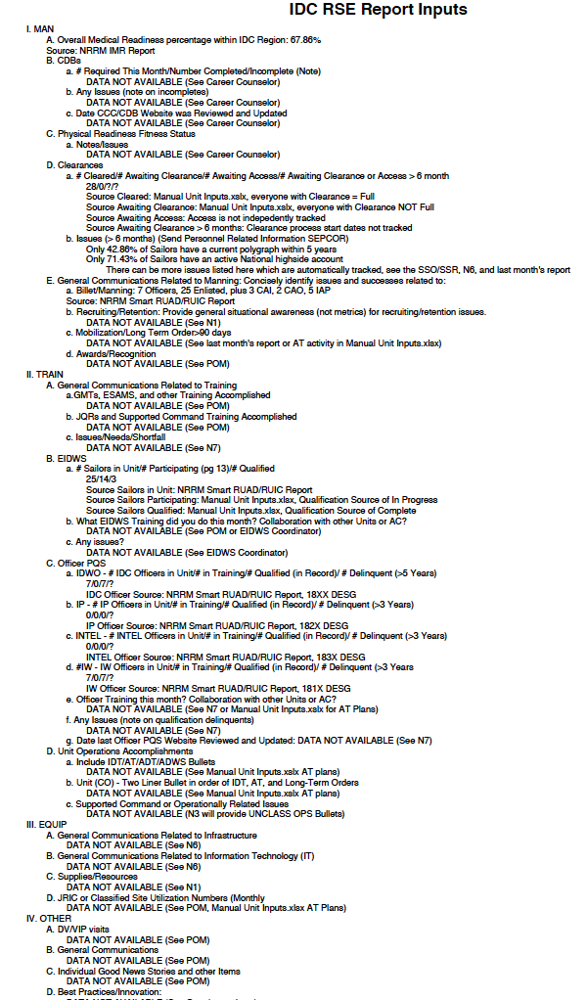 IDC RSE Report Inputs
I. MAN
A. Overall Medical Readiness percentage within IDC Region: 67.86%
Source: NRRM IMR Report
B. CDBs
a. # Required This Month/Number Completed/Incomplete (Note)
DATA NOT AVAILABLE (See Career Counselor)
b. Any Issues (note on incompletes)
DATA NOT AVAILABLE (See Career Counselor)
c. Date CCC/CDB Website was Reviewed and Updated
DATA NOT AVAILABLE (See Career Counselor)
C. Physical Readiness Fitness Status
a. Notes/Issues
DATA NOT AVAILABLE (See Career Counselor)
D. Clearances
a. # Cleared/# Awaiting Clearance/# Awaiting Access/# Awaiting Clearance or Access > 6 month
28/0/?/?
Source Cleared: Manual Unit Inputs.xslx, everyone with Clearance = Full
Source Awaiting Clearance: Manual Unit Inputs.xslx, everyone with Clearance NOT Full
Source Awaiting Access: Access is not indepedently tracked
Source Awaiting Clearance > 6 months: Clearance process start dates not tracked
b. Issues (> 6 months) (Send Personnel Related Information SEPCOR)
Only 42.86% of Sailors have a current polygraph within 5 years
Only 71.43% of Sailors have an active National highside account
There can be more issues listed here which are automatically tracked, see the SSO/SSR, N6, and last month's report
E. General Communications Related to Manning: Concisely identify issues and successes related to:
a. Billet/Manning: 7 Officers, 25 Enlisted, plus 3 CAI, 2 CAO, 5 IAP
Source: NRRM Smart RUAD/RUIC Report
b. Recruiting/Retention: Provide general situational awareness (not metrics) for recruiting/retention issues.
DATA NOT AVAILABLE (See N1)
c. Mobilization/Long Term Order>90 days
DATA NOT AVAILABLE (See last month's report or AT activity in Manual Unit Inputs.xlsx)
d. Awards/Recognition
DATA NOT AVAILABLE (See POM)
II. TRAIN
A. General Communications Related to Training
a.GMTs, ESAMS, and other Training Accomplished
DATA NOT AVAILABLE (See POM)
b. JQRs and Supported Command Training Accomplished
DATA NOT AVAILABLE (See POM)
c. Issues/Needs/Shortfall
DATA NOT AVAILABLE (See N7)
B. EIDWS
a. # Sailors in Unit/# Participating (pg 13)/# Qualified
25/14/3
Source Sailors in Unit: NRRM Smart RUAD/RUIC Report
Source Sailors Participating: Manual Unit Inputs.xlsx, Qualification Source of In Progress
Source Sailors Qualified: Manual Unit Inputs.xlsx, Qualification Source of Complete
b. What EIDWS Training did you do this month? Collaboration with other Units or AC?
DATA NOT AVAILABLE (See POM or EIDWS Coordinator)
c. Any issues?
DATA NOT AVAILABLE (See EIDWS Coordinator)
C. Officer PQS
a. IDWO - # IDC Officers in Unit/# in Training/# Qualified (in Record)/ # Delinquent (>5 Years)
7/0/7/?
IDC Officer Source: NRRM Smart RUAD/RUIC Report, 18XX DESG
b. IP - # IP Officers in Unit/# in Training/# Qualified (in Record)/ # Delinquent (>3 Years)
0/0/0/?
IP Officer Source: NRRM Smart RUAD/RUIC Report, 182X DESG
c. INTEL - # INTEL Officers in Unit/# in Training/# Qualified (in Record)/ # Delinquent (>3 Years)
0/0/0/?
INTEL Officer Source: NRRM Smart RUAD/RUIC Report, 183X DESG
d. #IW - IW Officers in Unit/# in Training/# Qualified (in Record)/ # Delinquent (>3 Years
7/0/7/?
IW Officer Source: NRRM Smart RUAD/RUIC Report, 181X DESG
e. Officer Training this month? Collaboration with other Units or AC?
DATA NOT AVAILABLE (See N7 or Manual Unit Inputs.xslx for AT Plans)
f. Any Issues (note on qualification delinquents)
DATA NOT AVAILABLE (See N7)
g. Date last Officer PQS Website Reviewed and Updated: DATA NOT AVAILABLE (See N7)
D. Unit Operations Accomplishments
a. Include IDT/AT/ADT/ADWS Bullets
DATA NOT AVAILABLE (See Manual Unit Inputs.xslx AT plans)
b. Unit (CO) - Two Liner Bullet in order of IDT, AT, and Long-Term Orders
DATA NOT AVAILABLE (See Manual Unit Inputs.xslx AT plans)
c. Supported Command or Operationally Related Issues
DATA NOT AVAILABLE (N3 will provide UNCLASS OPS Bullets)
III. EQUIP
A. General Communications Related to Infrastructure
DATA NOT AVAILABLE (See N6)
B. General Communications Related to Information Technology (IT)
DATA NOT AVAILABLE (See N6)
C. Supplies/Resources
DATA NOT AVAILABLE (See N1)
D. JRIC or Classified Site Utilization Numbers (Monthly
DATA NOT AVAILABLE (See POM, Manual Unit Inputs.xlsx AT Plans)
IV. OTHER
A. DV/VIP visits
DATA NOT AVAILABLE (See POM)
B. General Communications
DATA NOT AVAILABLE (See POM)
C. Individual Good News Stories and other Items
DATA NOT AVAILABLE (See POM)
D. Best Practices/Innovation: